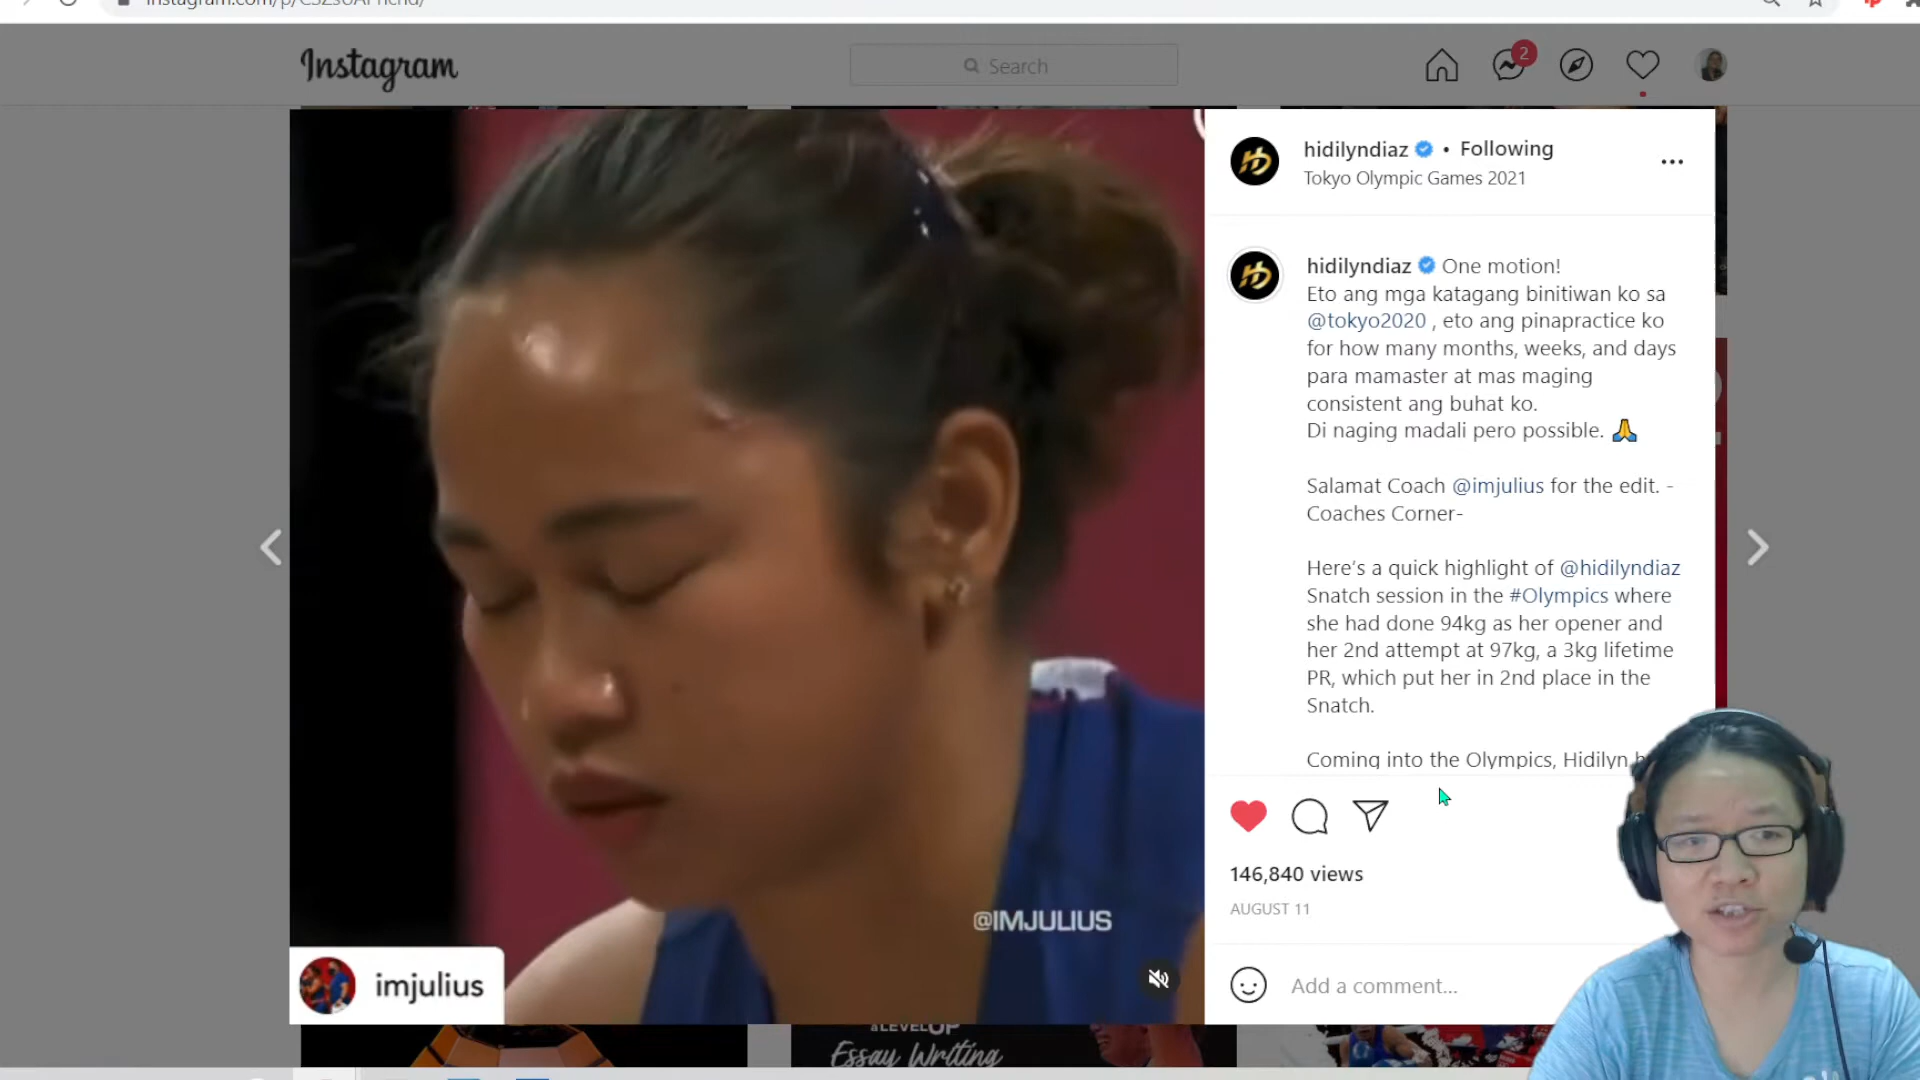 Instagram
Search
2
hidilyndiaz • Following
Tokyo Olympic Games 2021
hidilyndiaz One motion!
Eto ang mga katagang binitiwan ko sa
@tokyo2020 , eto ang pinapractice ko
for how many months, weeks, and days
para mamaster at mas maging
consistent ang buhat ko.
Di naging madali pero possible. 🙏
Salamat Coach @imjulius for the edit. -
Coaches Corner-
Here's a quick highlight of @hidilyndiaz
Snatch session in the #Olympics where
she had done 94kg as her opener and
her 2nd attempt at 97kg, a 3kg lifetime
PR, which put her in 2nd place in the
Snatch.
Coming into the Olympics, Hidilyn
146,840 views
AUGUST 11
Add a comment...
@IMJULIUS
imjulius
Essay Writing